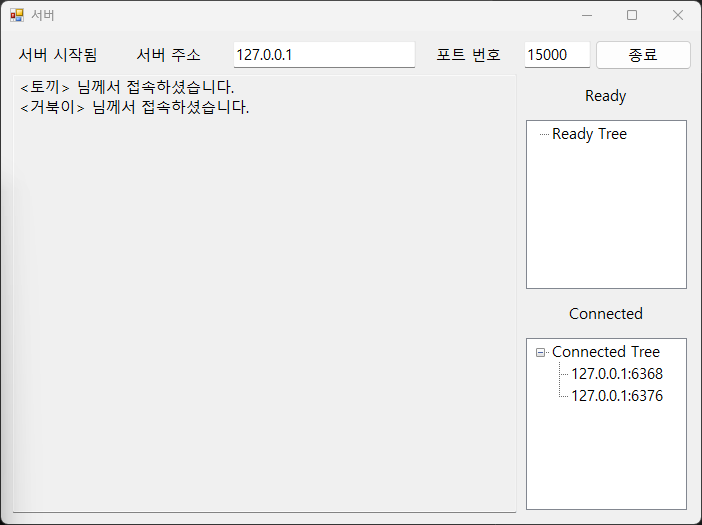 서버
서버 시작됨 서버 주소 127.0.0.1 포트 번호 15000 종료
<토끼> 님께서 접속하셨습니다.
<거북이> 님께서 접속하셨습니다.
Ready
Ready Tree
Connected
Connected Tree
127.0.0.1:6368
127.0.0.1:6376